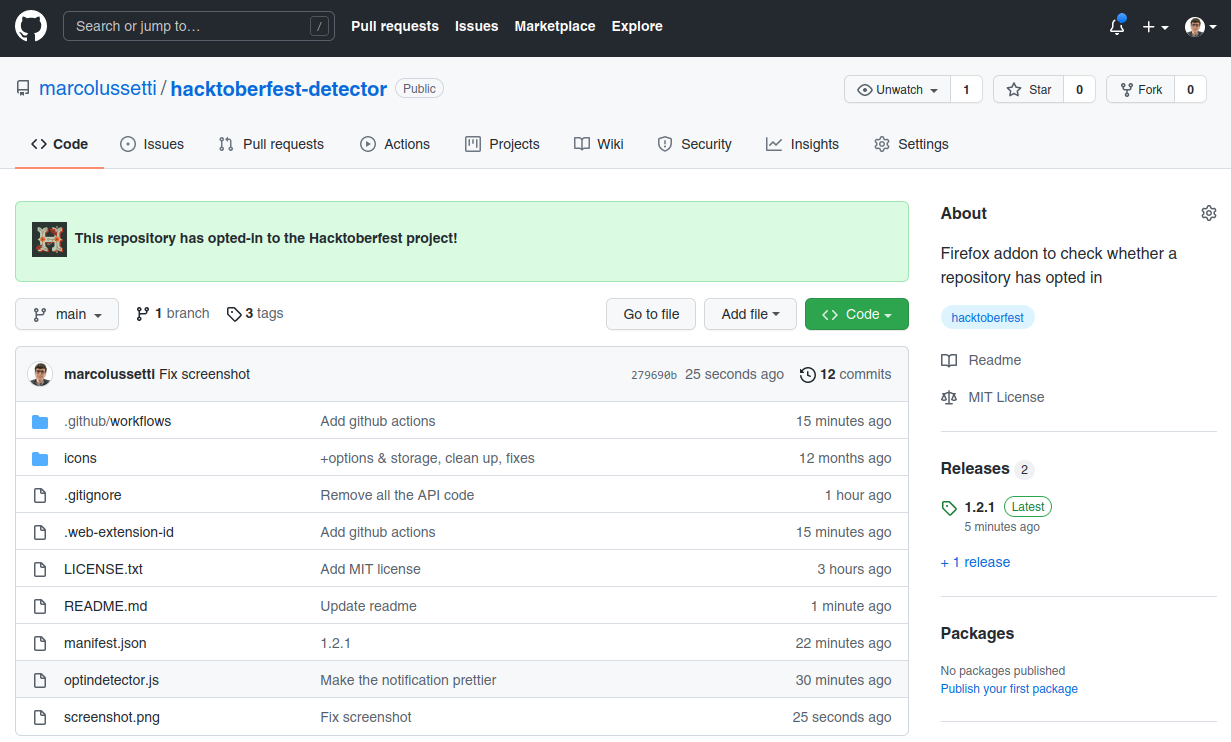 Search or jump to… /
Pull requests Issues Marketplace Explore
marcolussetti / hacktoberfest-detector Public
Unwatch 1 Star 0 Fork 0
Code Issues Pull requests Actions Projects Wiki Security Insights Settings
H This repository has opted-in to the Hacktoberfest project!
main 1 branch 3 tags Go to file Add file Code
marcolussetti Fix screenshot 279690b 25 seconds ago 12 commits
.github/workflows Add github actions 15 minutes ago
icons +options & storage, clean up, fixes 12 months ago
.gitignore Remove all the API code 1 hour ago
.web-extension-id Add github actions 15 minutes ago
LICENSE.txt Add MIT license 3 hours ago
README.md Update readme 1 minute ago
manifest.json 1.2.1 22 minutes ago
optindetector.js Make the notification prettier 30 minutes ago
screenshot.png Fix screenshot 25 seconds ago
About
Firefox addon to check whether a
repository has opted in
hacktoberfest
Readme
MIT License
Releases 2
1.2.1 Latest
5 minutes ago
+ 1 release
Packages
No packages published
Publish your first package